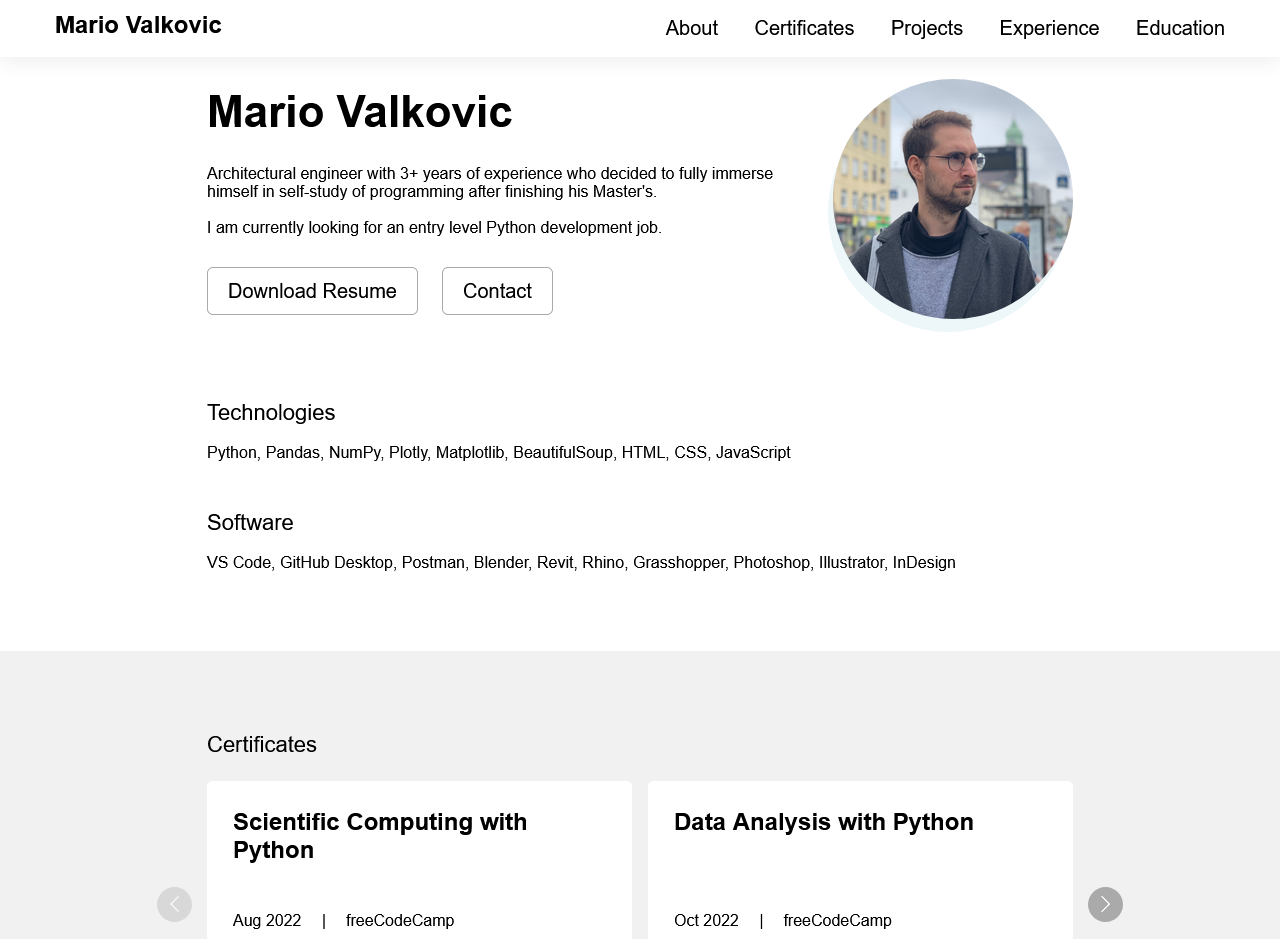 Mario Valkovic
About Certificates Projects Experience Education
Mario Valkovic
Architectural engineer with 3+ years of experience who decided to fully immerse
himself in self-study of programming after finishing his Master's.
I am currently looking for an entry level Python development job.
Download Resume Contact
Technologies
Python, Pandas, NumPy, Plotly, Matplotlib, BeautifulSoup, HTML, CSS, JavaScript
Software
VS Code, GitHub Desktop, Postman, Blender, Revit, Rhino, Grasshopper, Photoshop, Illustrator, InDesign
Certificates
Scientific Computing with
Python
Aug 2022 | freeCodeCamp
Data Analysis with Python
Oct 2022 | freeCodeCamp